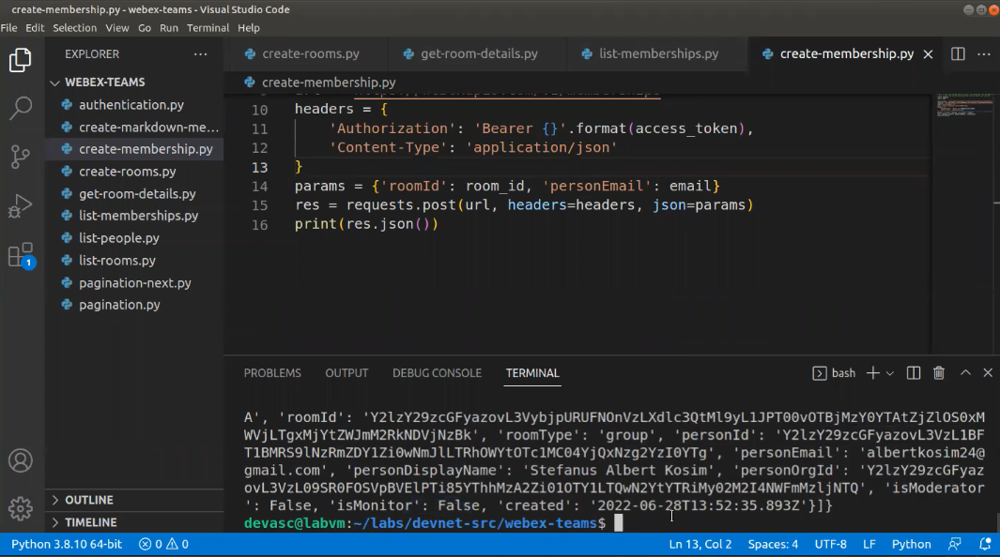 create-membership.py - webex-teams - Visual Studio Code
File Edit Selection View Go Run Terminal Help
EXPLORER
create-rooms.py get-room-details.py list-memberships.py create-membership.py
WEBEX-TEAMS
authentication.py
create-markdown-me...
create-membership.py
create-rooms.py
get-room-details.py
list-memberships.py
list-people.py
list-rooms.py
pagination-next.py
pagination.py
OUTLINE
TIMELINE
1
create-membership.py
10 headers = {
11 'Authorization': 'Bearer {}'.format(access_token),
12 'Content-Type': 'application/json'
13 }
14 params = {'roomId': room_id, 'personEmail': email}
15 res = requests.post(url, headers=headers, json=params)
16 print(res.json())
PROBLEMS OUTPUT DEBUG CONSOLE TERMINAL bash
A', 'roomId': 'Y2lzY29zcGFyazovL3VybjpURUFNOnVzLXdlc3QtMl9yL1JPT00vOTBjMzY0YTAtZjZlOS0xM
WVjLTgxMjYtZWJmM2RkNDVjNzBk', 'roomType': 'group', 'personId': 'Y2lzY29zcGFyazovL3VzL1BF
T1BMRS9lNzRmZDY1Zi0wNmJlLTRhOWYtOTc1MC04YjQxNzg2YzI0YTg', 'personEmail': 'albertkosim24@
gmail.com', 'personDisplayName': 'Stefanus Albert Kosim', 'personOrgId': 'Y2lzY29zcGFyaz
ovL3VzL09SR0FOSVpBVElPTi85YThhMzA2Zi01OTY1LTQwN2YtYTRiMy02M2I4NWFmMzljNTQ', 'isModerator
': False, 'isMonitor': False, 'created': '2022-06-28T13:52:35.893Z'}]}
devasc@labvm:~/labs/devnet-src/webex-teams$
Python 3.8.10 64-bit 0 0 Ln 13, Col 2 Spaces: 4 UTF-8 LF Python